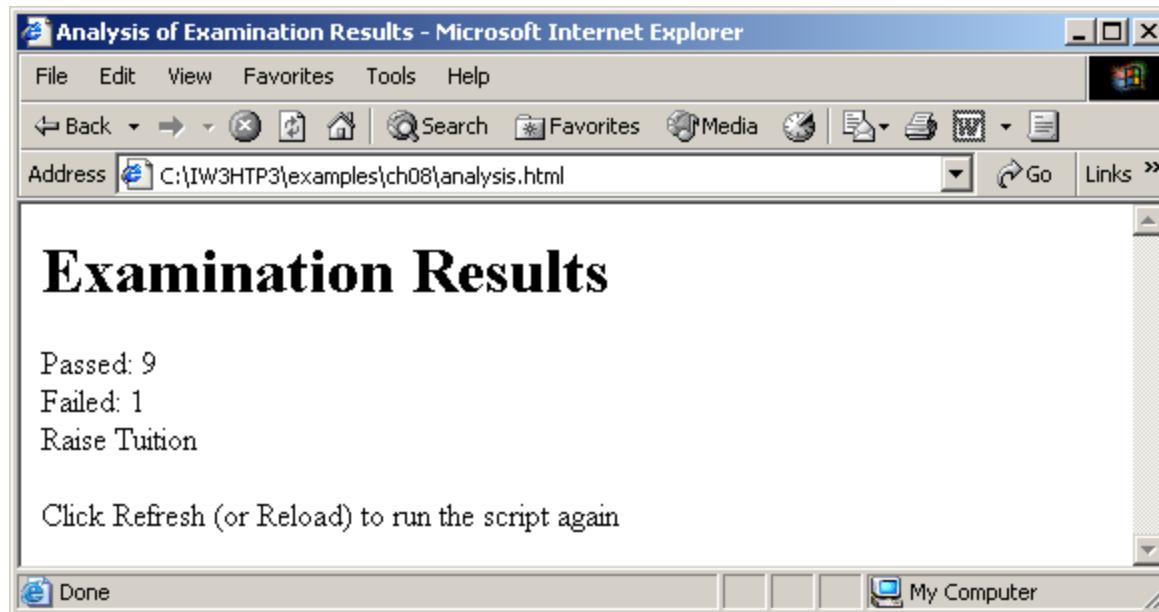 Analysis of Examination Results - Microsoft Internet Explorer
File Edit View Favorites Tools Help
Back Search Favorites Media W
Address C:\IW3HTP3\examples\ch08\analysis.html Go Links »
Examination Results
Passed: 9
Failed: 1
Raise Tuition
Click Refresh (or Reload) to run the script again
Done My Computer